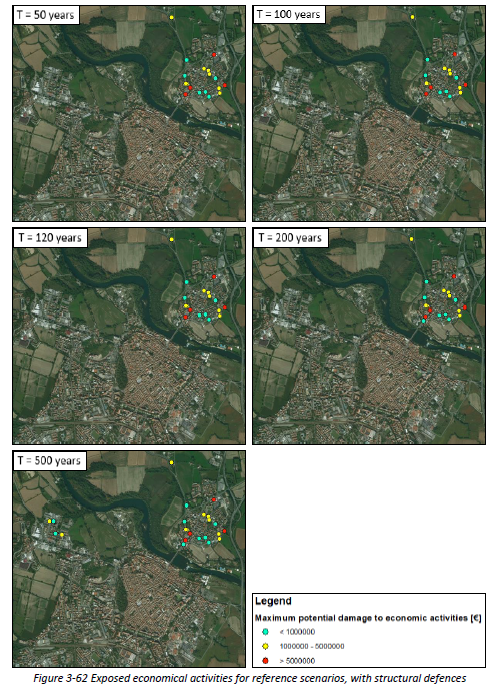 T = 50 years
T = 100 years
T = 120 years
T = 200 years
T = 500 years
Legend
Maximum potential damage to economic activities [€]
< 1000000
1000000 - 5000000
> 5000000
Figure 3-62 Exposed economical activities for reference scenarios, with structural defences